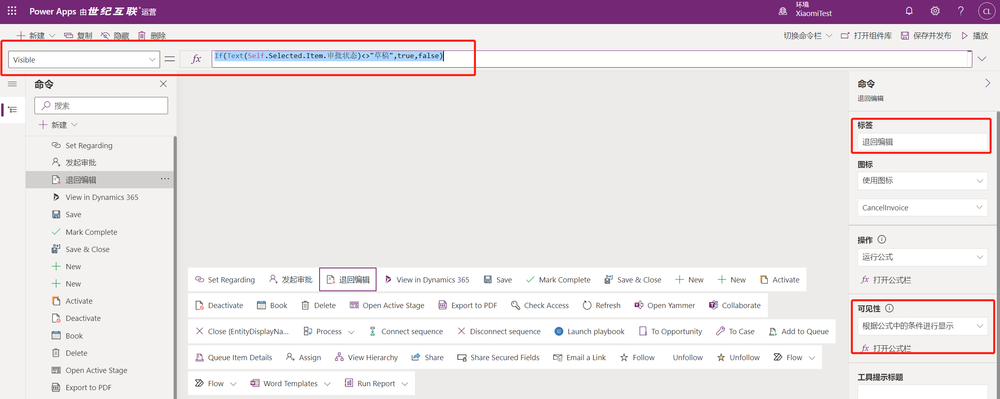 Power Apps 由世纪互联运营
环境
XiaomiTest
CL
新建
复制
隐藏
删除
切换命令栏
打开组件库
保存并发布
播放
Visible
fx
If(Text(Self.Selected.Item.审批状态)<>"草稿",true,false)
命令
搜索
新建
Set Regarding
发起审批
退回编辑
View in Dynamics 365
Save
Mark Complete
Save & Close
New
New
Activate
Deactivate
Book
Delete
Open Active Stage
Export to PDF
Set Regarding
发起审批
退回编辑
View in Dynamics 365
Save
Mark Complete
Save & Close
New
New
Activate
Deactivate
Book
Delete
Open Active Stage
Export to PDF
Check Access
Refresh
Open Yammer
Collaborate
Close {EntityDisplayNa...
Process
Connect sequence
Disconnect sequence
Launch playbook
To Opportunity
To Case
Add to Queue
Queue Item Details
Assign
View Hierarchy
Share
Share Secured Fields
Email a Link
Follow
Unfollow
Unfollow
Flow
Flow
Word Templates
Run Report
命令
退回编辑
标签
退回编辑
图标
使用图标
CancelInvoice
操作
运行公式
fx 打开公式栏
可见性
根据公式中的条件进行显示
fx 打开公式栏
工具提示标题